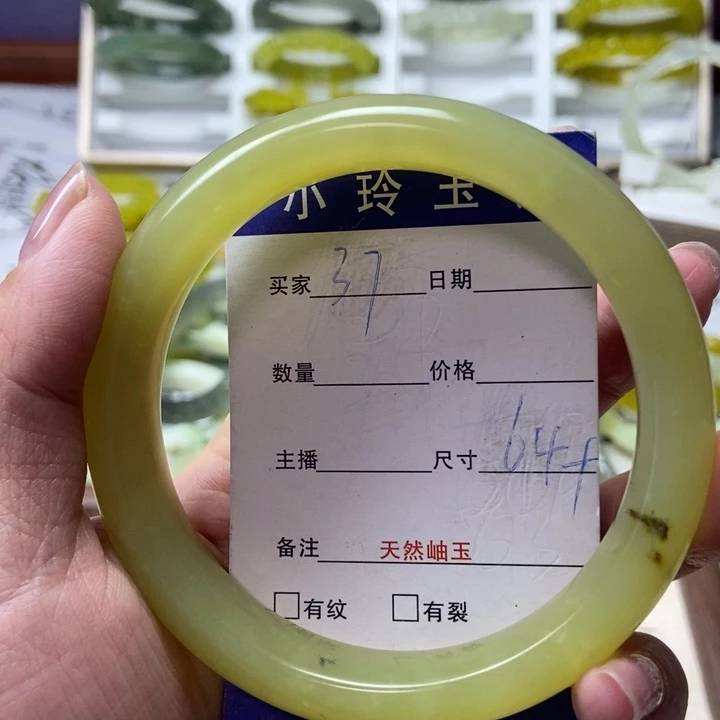 小玲玉
买家 37 日期
数量 价格
主播 尺寸 64+
备注 天然岫玉
□有纹 □有裂